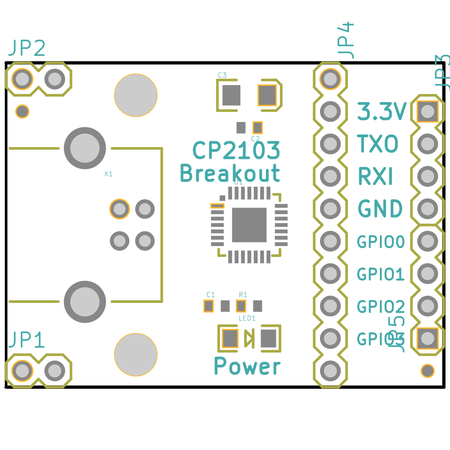 JP4
JP2
JP3
C3
3.3V
C2
TXO
CP2103
Breakout
X1
RXI
GND
GPIO0
GPIO1
C1
R1
GPIO2
LED1
JP1
JP5
GPIO3
Power